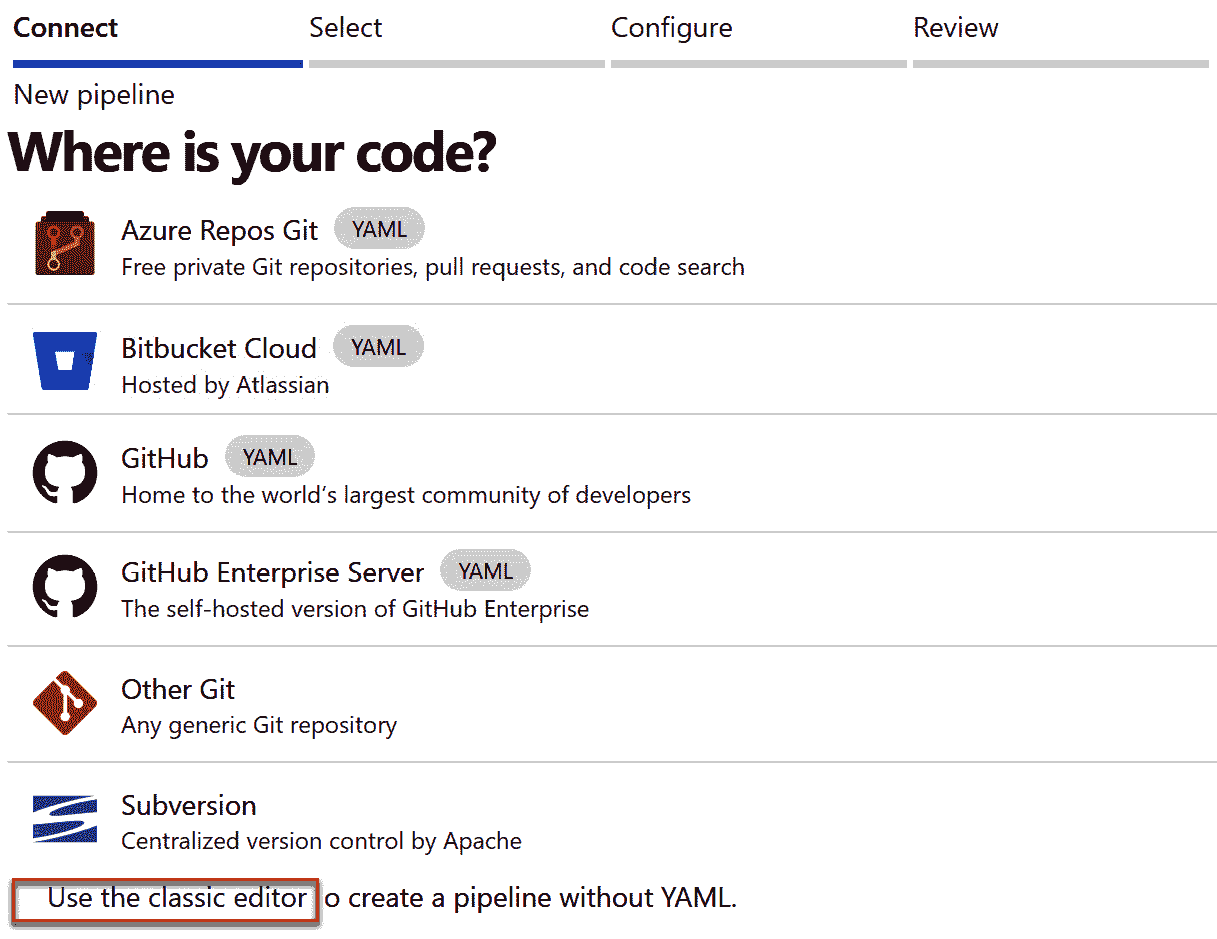 Connect Select Configure Review
New pipeline
Where is your code?
Azure Repos Git YAML
Free private Git repositories, pull requests, and code search
Bitbucket Cloud YAML
Hosted by Atlassian
GitHub YAML
Home to the world's largest community of developers
GitHub Enterprise Server YAML
The self-hosted version of GitHub Enterprise
Other Git
Any generic Git repository
Subversion
Centralized version control by Apache
Use the classic editor o create a pipeline without YAML.